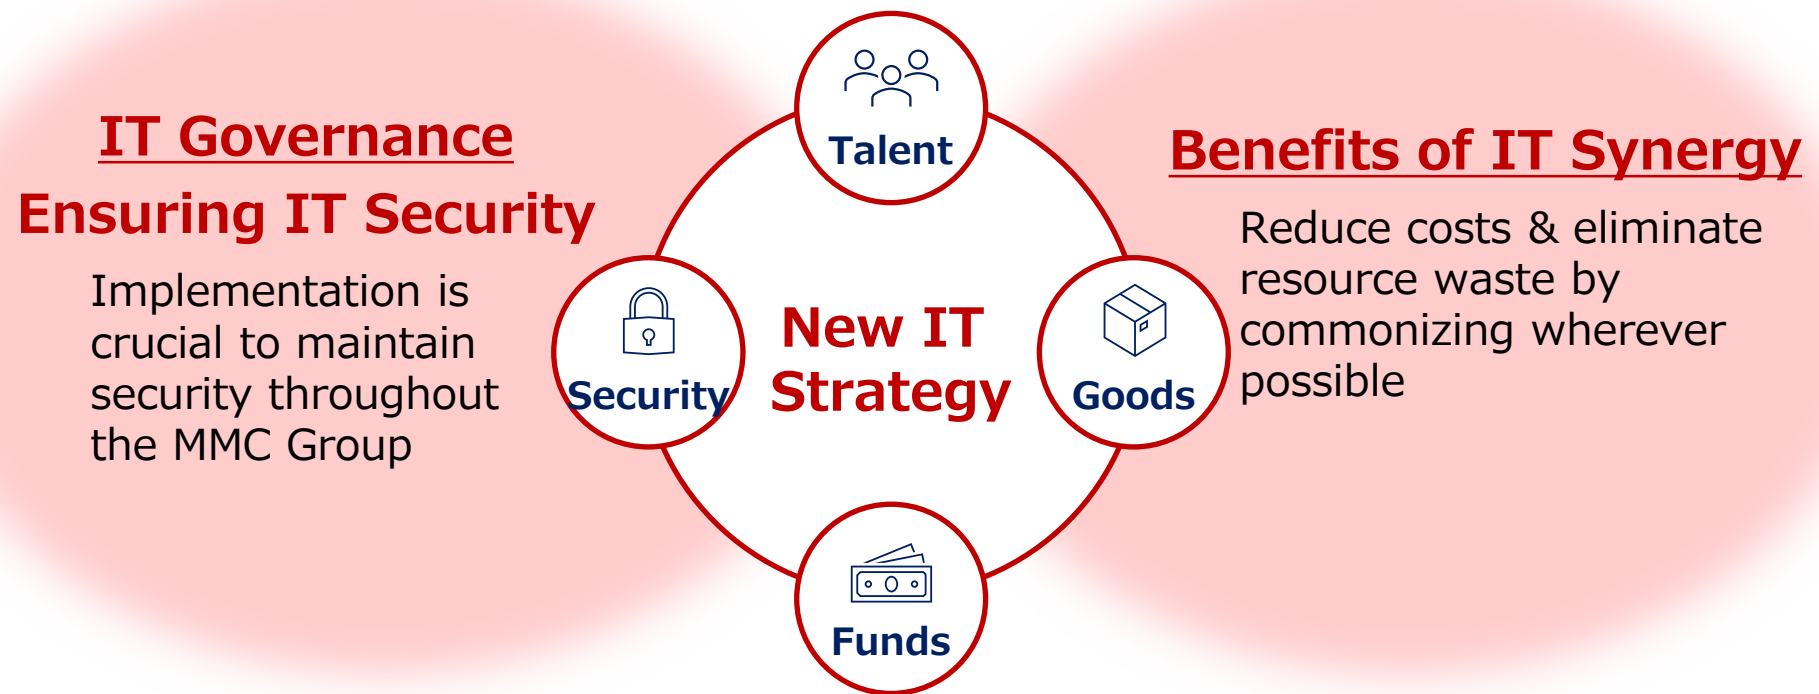 IT Governance
Ensuring IT Security
Implementation is
crucial to maintain
security throughout
the MMC Group
Talent
Security
New IT
Strategy
Goods
Funds
Benefits of IT Synergy
Reduce costs & eliminate
resource waste by
commonizing wherever
possible